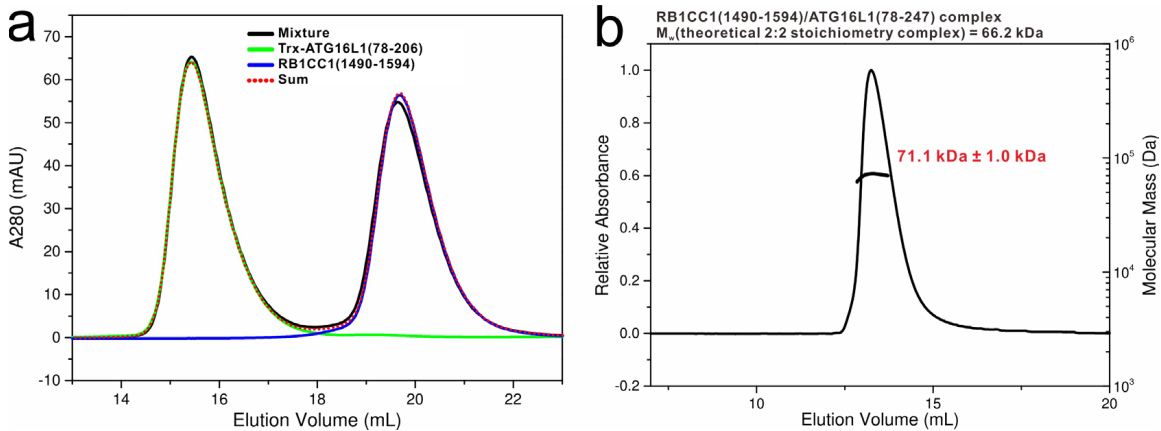 a
Mixture
Trx-ATG16L1(78-206)
RB1CC1(1490-1594)
Sum
70
60
50
40
30
20
10
0
-10
A280 (mAU)
14
16
18
20
22
Elution Volume (mL)
b
RB1CC1(1490-1594)/ATG16L1(78-247) complex
Mw(theoretical 2:2 stoichiometry complex) = 66.2 kDa
1.0
0.8
0.6
0.4
0.2
0.0
-0.2
Relative Absorbance
71.1 kDa ± 1.0 kDa
10^6
10^5
10^4
10^3
Molecular Mass (Da)
10
15
20
Elution Volume (mL)